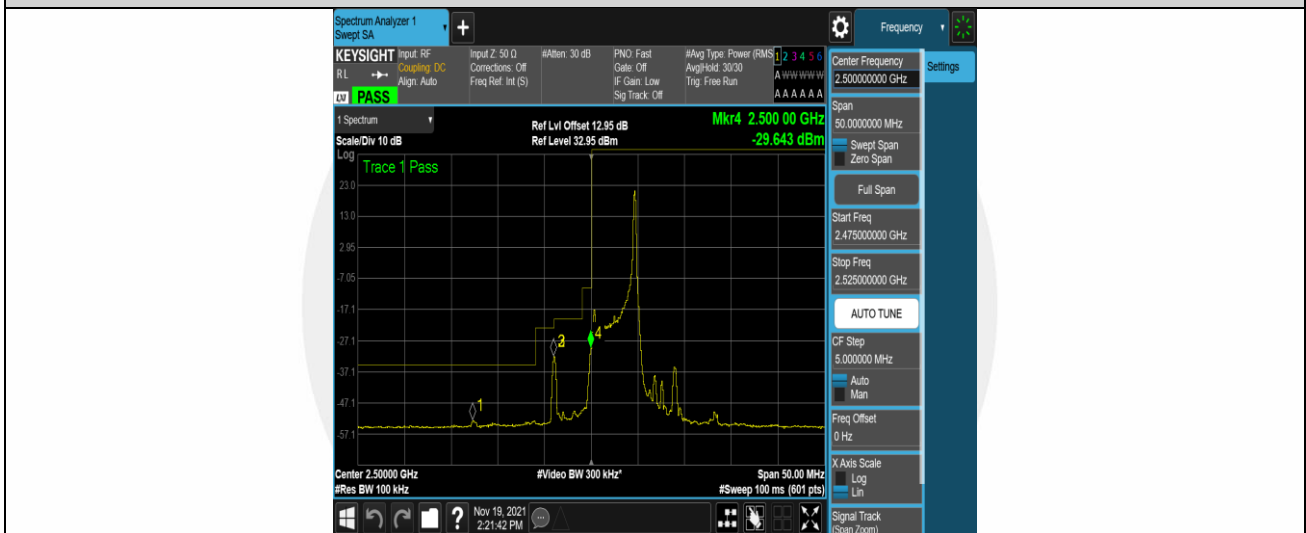 Spectrum Analyzer 1
Swept SA
+
Frequency
KEYSIGHT
RL
PASS
Input: RF
Coupling: DC
Align: Auto
Input Z: 50 Ω
Corrections: Off
Freq Ref: Int (S)
#Atten: 30 dB
PNO: Fast
Gate: Off
IF Gain: Low
Sig Track: Off
#Avg Type: Power (RMS
Avg|Hold: 30/30
Trig: Free Run
1 2 3 4 5 6
A W W W W W
A A A A A A
1 Spectrum
Scale/Div 10 dB
Ref Lvl Offset 12.95 dB
Ref Level 32.95 dBm
Mkr4 2.500 00 GHz
-29.643 dBm
Log
Trace 1 Pass
23.0
13.0
2.95
-7.05
-17.1
-27.1
-37.1
-47.1
-57.1
1
4
Center 2.50000 GHz
#Res BW 100 kHz
#Video BW 300 kHz*
Span 50.00 MHz
#Sweep 100 ms (601 pts)
Nov 19, 2021
2:21:42 PM
?
Center Frequency
2.500000000 GHz
Settings
Span
50.0000000 MHz
Swept Span
Zero Span
Full Span
Start Freq
2.475000000 GHz
Stop Freq
2.525000000 GHz
AUTO TUNE
CF Step
5.000000 MHz
Auto
Man
Freq Offset
0 Hz
X Axis Scale
Log
Lin
Signal Track
(Span Zoom)